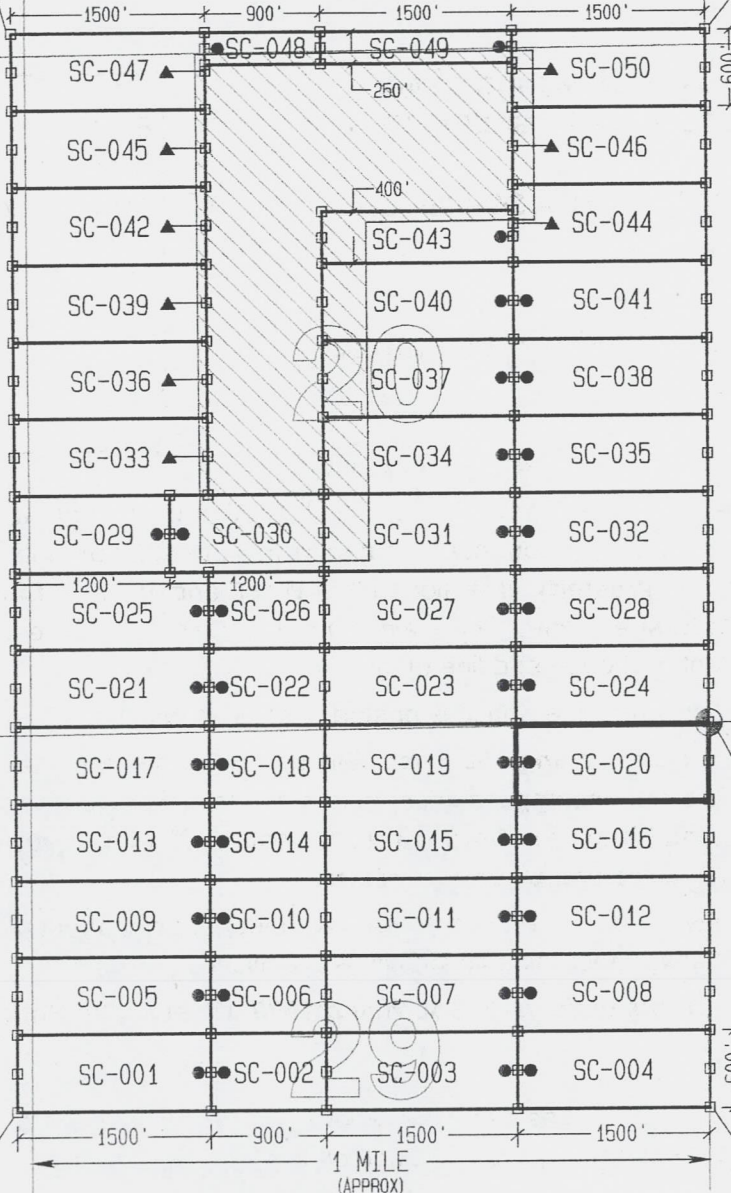 1500' 900' 1500' 1500'
SC-048 SC-049
SC-047 SC-050
600'
250'
SC-045 SC-046
400'
SC-042 SC-044
SC-043
SC-039 SC-040 SC-041
20
SC-036 SC-037 SC-038
SC-033 SC-034 SC-035
SC-029 SC-030 SC-031 SC-032
1200' 1200'
SC-025 SC-026 SC-027 SC-028
SC-021 SC-022 SC-023 SC-024
SC-017 SC-018 SC-019 SC-020
SC-013 SC-014 SC-015 SC-016
SC-009 SC-010 SC-011 SC-012
SC-005 SC-006 SC-007 SC-008
29
SC-001 SC-002 SC-003 SC-004
600'
1500' 900' 1500' 1500'
1 MILE
(APPROX)